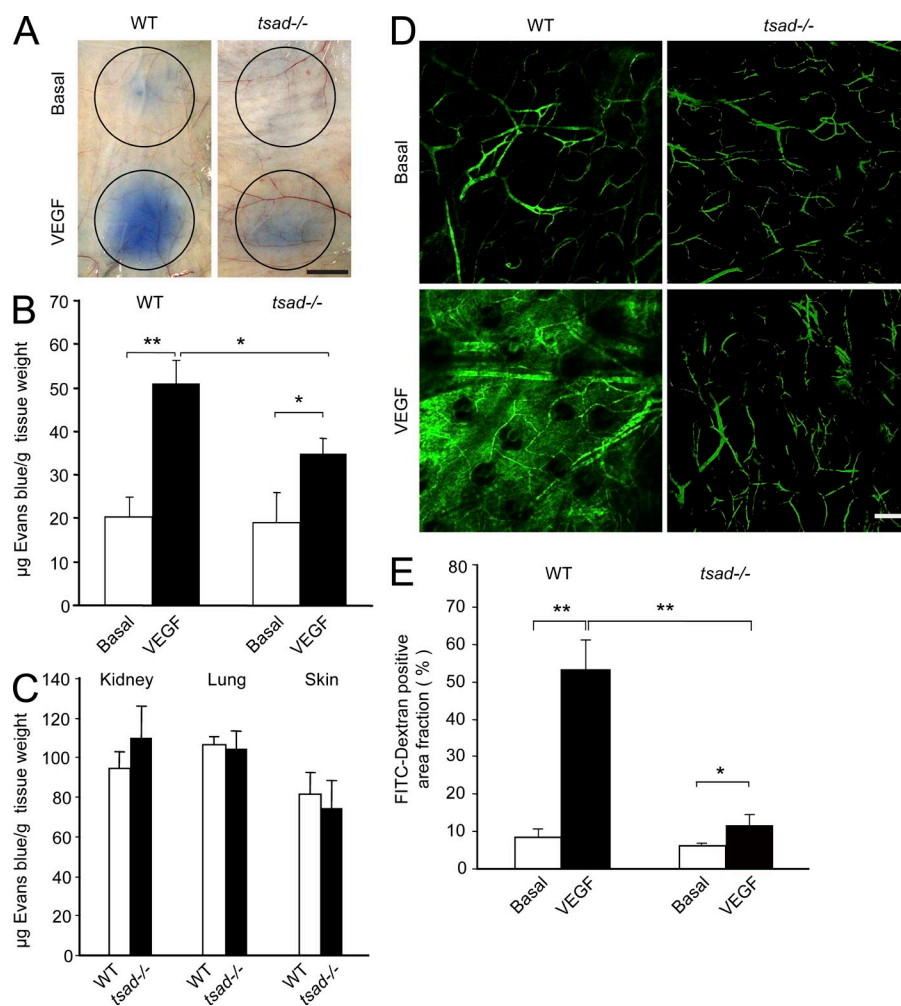 A
WT
tsad-/-
Basal
VEGF
B
WT
tsad-/-
µg Evans blue/g tissue weight
70
60
50
40
30
20
10
0
**
*
*
Basal
VEGF
Basal
VEGF
C
Kidney
Lung
Skin
µg Evans blue/g tissue weight
140
120
100
80
60
40
20
0
WT
tsad-/-
WT
tsad-/-
WT
tsad-/-
D
WT
tsad-/-
Basal
VEGF
E
WT
tsad-/-
FITC-Dextran positive
area fraction ( % )
80
70
60
50
40
30
20
10
0
**
**
*
Basal
VEGF
Basal
VEGF